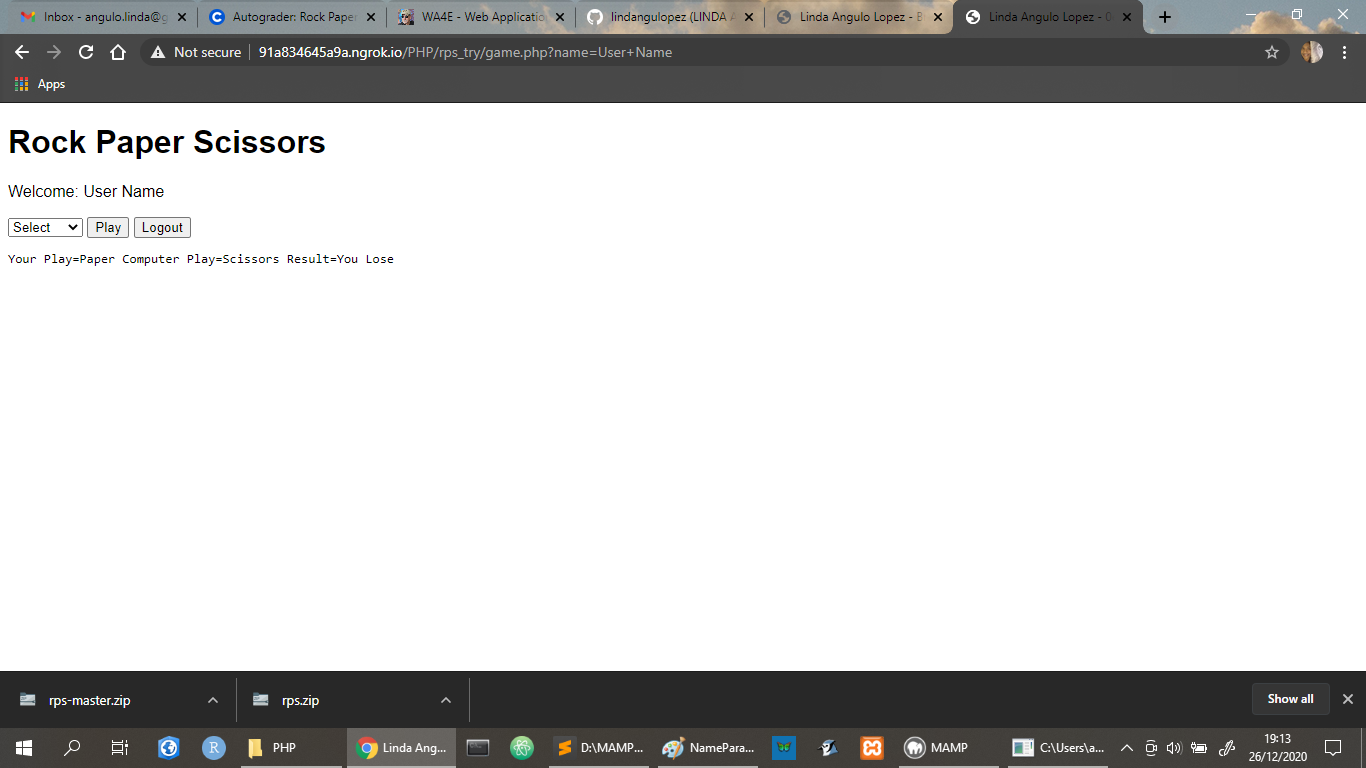 Inbox - angulo.linda@g
Autograder: Rock Paper
WA4E - Web Applicatio
lindangulopez (LINDA A
Linda Angulo Lopez - B
Linda Angulo Lopez - 0
Not secure
91a834645a9a.ngrok.io/PHP/rps_try/game.php?name=User+Name
Apps
Rock Paper Scissors
Welcome: User Name
Select Play Logout
Your Play=Paper Computer Play=Scissors Result=You Lose
rps-master.zip
rps.zip
Show all
PHP
Linda Ang...
D:\MAMP...
NamePara...
MAMP
C:\Users\a...
19:13
26/12/2020